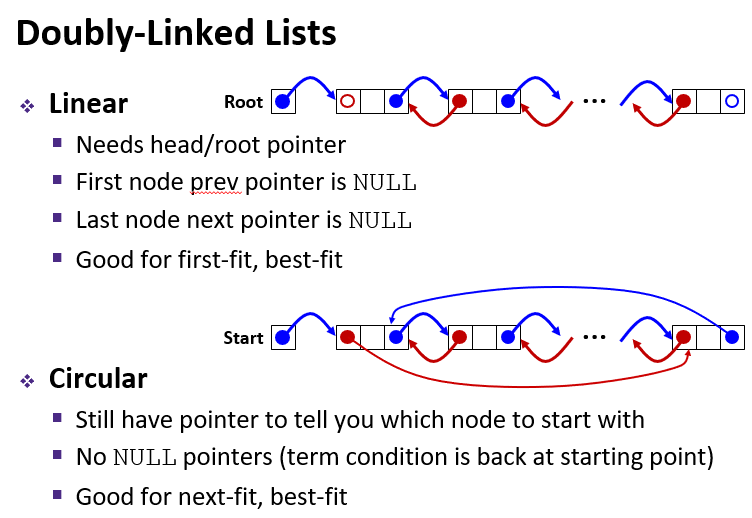 Doubly-Linked Lists
Linear
Root
...
Needs head/root pointer
First node prev pointer is NULL
Last node next pointer is NULL
Good for first-fit, best-fit
Start
...
Circular
Still have pointer to tell you which node to start with
No NULL pointers (term condition is back at starting point)
Good for next-fit, best-fit